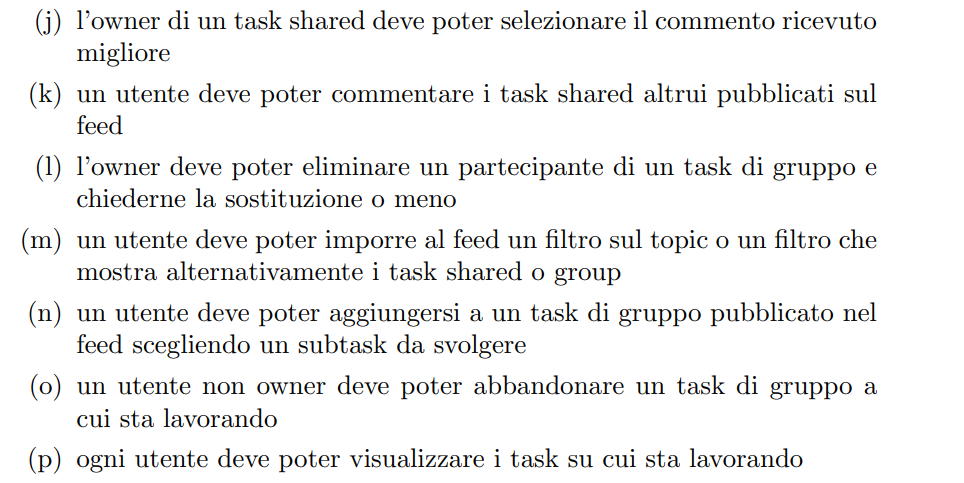 (j) l'owner di un task shared deve poter selezionare il commento ricevuto
migliore
(k) un utente deve poter commentare i task shared altrui pubblicati sul
feed
(l) l'owner deve poter eliminare un partecipante di un task di gruppo e
chiederne la sostituzione o meno
(m) un utente deve poter imporre al feed un filtro sul topic o un filtro che
mostra alternativamente i task shared o group
(n) un utente deve poter aggiungersi a un task di gruppo pubblicato nel
feed scegliendo un subtask da svolgere
(o) un utente non owner deve poter abbandonare un task di gruppo a
cui sta lavorando
(p) ogni utente deve poter visualizzare i task su cui sta lavorando